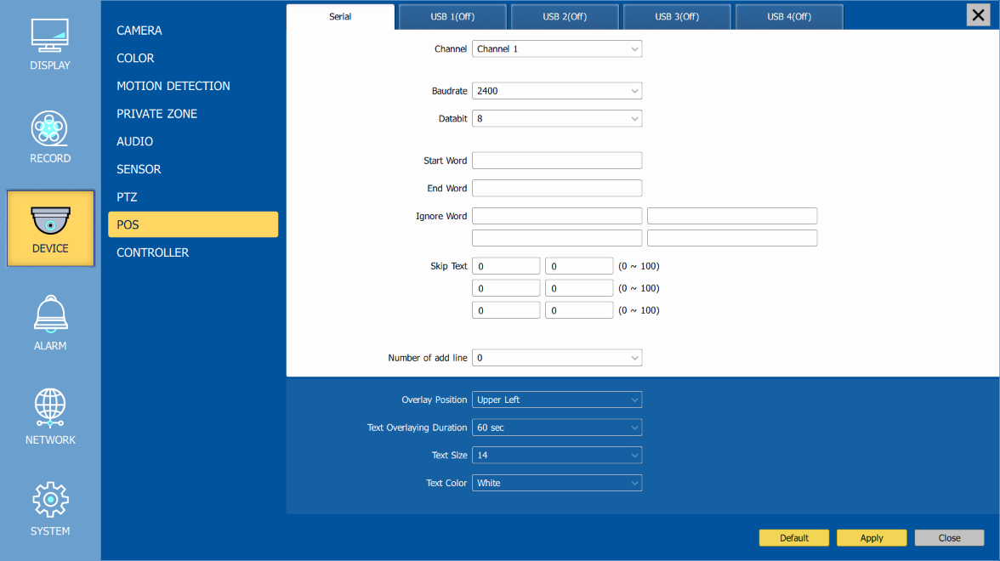 DISPLAY
RECORD
DEVICE
ALARM
NETWORK
SYSTEM
CAMERA
COLOR
MOTION DETECTION
PRIVATE ZONE
AUDIO
SENSOR
PTZ
POS
CONTROLLER
Serial USB 1(Off) USB 2(Off) USB 3(Off) USB 4(Off)
Channel Channel 1
Baudrate 2400
Databit 8
Start Word
End Word
Ignore Word
Skip Text 0 0 (0 ~ 100)
0 0 (0 ~ 100)
0 0 (0 ~ 100)
Number of add line 0
Overlay Position Upper Left
Text Overlaying Duration 60 sec
Text Size 14
Text Color White
Default Apply Close